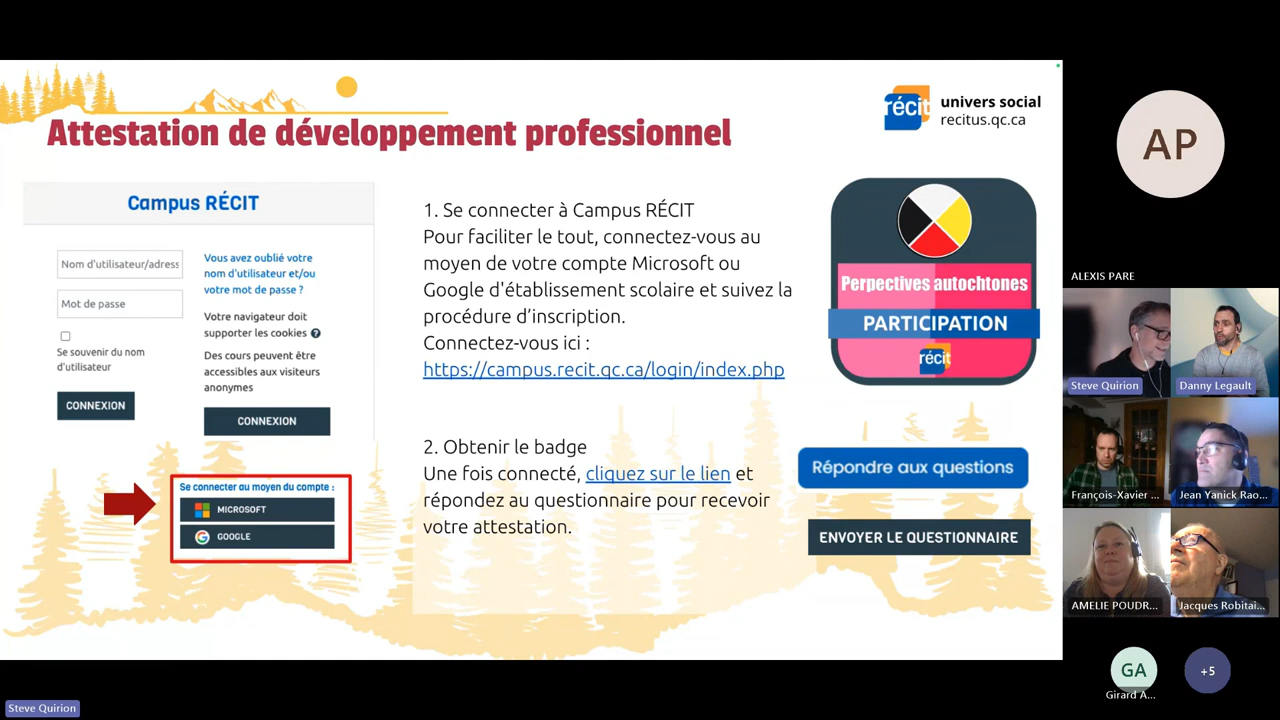 Attestation de développement professionnel
récit
univers social
recitus.qc.ca
Campus RÉCIT
Nom d'utilisateur/adress
Mot de passe
Se souvenir du nom
d'utilisateur
CONNEXION
Vous avez oublié votre
nom d'utilisateur et/ou
votre mot de passe ?
Votre navigateur doit
supporter les cookies ?
Des cours peuvent être
accessibles aux visiteurs
anonymes
CONNEXION
Se connecter au moyen du compte :
MICROSOFT
GOOGLE
1. Se connecter à Campus RÉCIT
Pour faciliter le tout, connectez-vous au
moyen de votre compte Microsoft ou
Google d'établissement scolaire et suivez la
procédure d'inscription.
Connectez-vous ici :
https://campus.recit.qc.ca/login/index.php
2. Obtenir le badge
Une fois connecté, cliquez sur le lien et
répondez au questionnaire pour recevoir
votre attestation.
Perpectives autochtones
PARTICIPATION
récit
Répondre aux questions
ENVOYER LE QUESTIONNAIRE
AP
ALEXIS PARE
Steve Quirion
Danny Legault
François-Xavier ...
Jean Yanick Rao...
AMELIE POUDR...
Jacques Robitai...
GA
Girard A...
+5
Steve Quirion